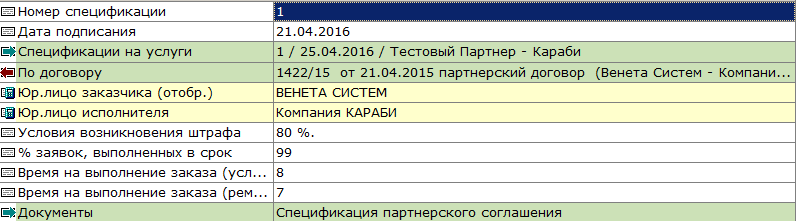 Номер спецификации 1
Дата подписания 21.04.2016
Спецификации на услуги 1 / 25.04.2016 / Тестовый Партнер - Караби
По договору 1422/15 от 21.04.2015 партнерский договор (Венета Систем - Компани...
Юр.лицо заказчика (отобр.) ВЕНЕТА СИСТЕМ
Юр.лицо исполнителя Компания КАРАБИ
Условия возникновения штрафа 80 %.
% заявок, выполненных в срок 99
Время на выполнение заказа (усл... 8
Время на выполнение заказа (рем... 7
Документы Спецификация партнерского соглашения